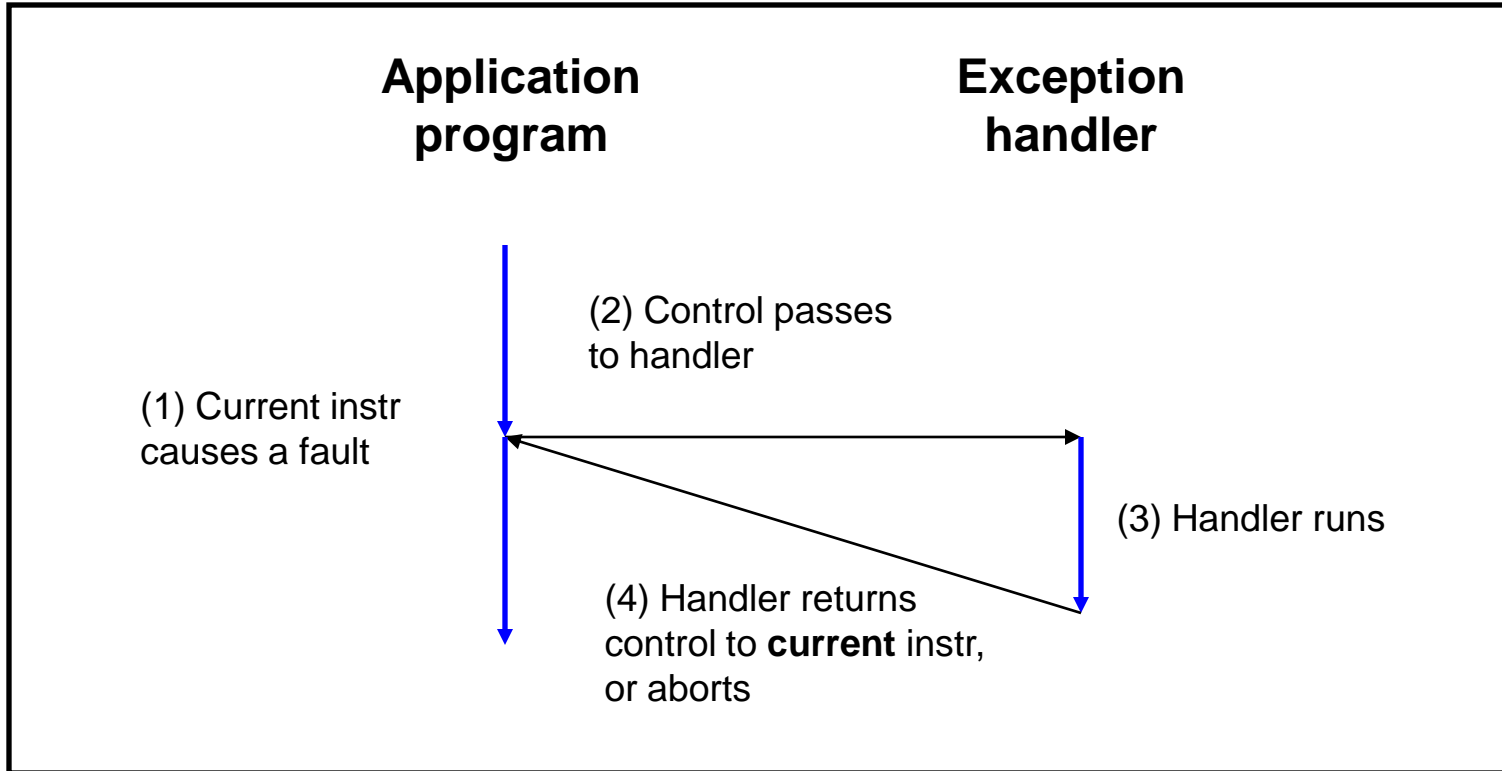 Application
program
Exception
handler
(2) Control passes
to handler
(1) Current instr
causes a fault
(3) Handler runs
(4) Handler returns
control to current instr,
or aborts